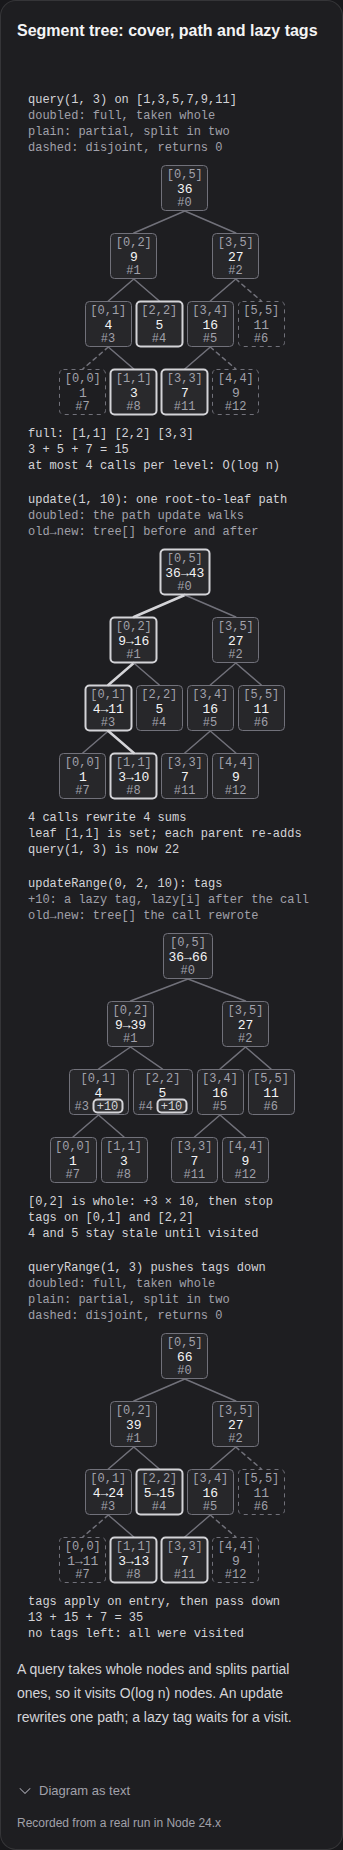 Segment tree: cover, path and lazy tags
query(1, 3) on [1,3,5,7,9,11]
doubled: full, taken whole
plain: partial, split in two
dashed: disjoint, returns 0
[0,5]
36
#0
[0,2] [3,5]
9 27
#1 #2
[0,1] [2,2] [3,4] [5,5]
4 5 16 11
#3 #4 #5 #6
[0,0] [1,1] [3,3] [4,4]
1 3 7 9
#7 #8 #11 #12
full: [1,1] [2,2] [3,3]
3 + 5 + 7 = 15
at most 4 calls per level: O(log n)
update(1, 10): one root-to-leaf path
doubled: the path update walks
old→new: tree[] before and after
[0,5]
36→43
#0
[0,2] [3,5]
9→16 27
#1 #2
[0,1] [2,2] [3,4] [5,5]
4→11 5 16 11
#3 #4 #5 #6
[0,0] [1,1] [3,3] [4,4]
1 3→10 7 9
#7 #8 #11 #12
4 calls rewrite 4 sums
leaf [1,1] is set; each parent re-adds
query(1, 3) is now 22
updateRange(0, 2, 10): tags
+10: a lazy tag, lazy[i] after the call
old→new: tree[] the call rewrote
[0,5]
36→66
#0
[0,2] [3,5]
9→39 27
#1 #2
[0,1] [2,2] [3,4] [5,5]
4 5 16 11
#3 +10 #4 +10 #5 #6
[0,0] [1,1] [3,3] [4,4]
1 3 7 9
#7 #8 #11 #12
[0,2] is whole: +3 × 10, then stop
tags on [0,1] and [2,2]
4 and 5 stay stale until visited
queryRange(1, 3) pushes tags down
doubled: full, taken whole
plain: partial, split in two
dashed: disjoint, returns 0
[0,5]
66
#0
[0,2] [3,5]
39 27
#1 #2
[0,1] [2,2] [3,4] [5,5]
4→24 5→15 16 11
#3 #4 #5 #6
[0,0] [1,1] [3,3] [4,4]
1→11 3→13 7 9
#7 #8 #11 #12
tags apply on entry, then pass down
13 + 15 + 7 = 35
no tags left: all were visited
A query takes whole nodes and splits partial
ones, so it visits O(log n) nodes. An update
rewrites one path; a lazy tag waits for a visit.
Diagram as text
Recorded from a real run in Node 24.x